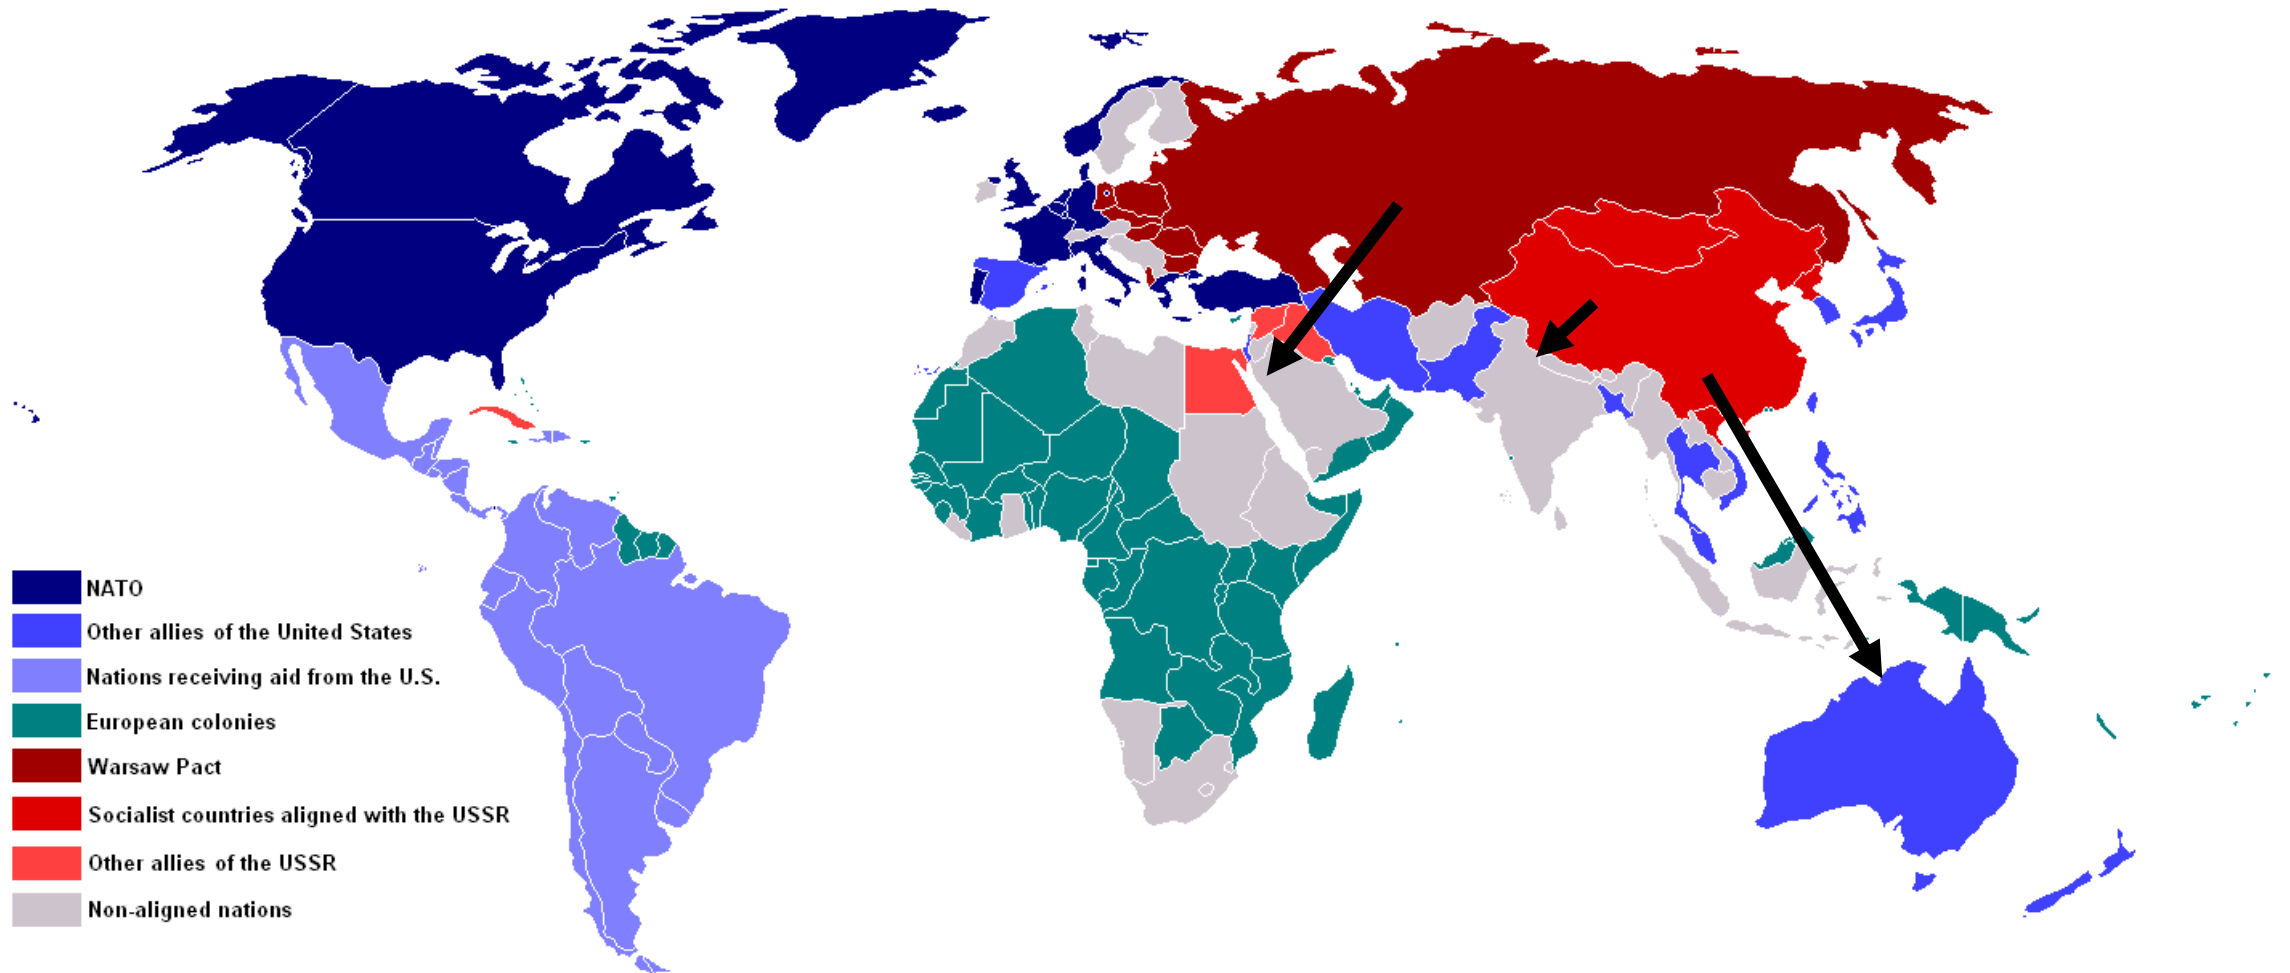 NATO
Other allies of the United States
Nations receiving aid from the U.S.
European colonies
Warsaw Pact
Socialist countries aligned with the USSR
Other allies of the USSR
Non-aligned nations